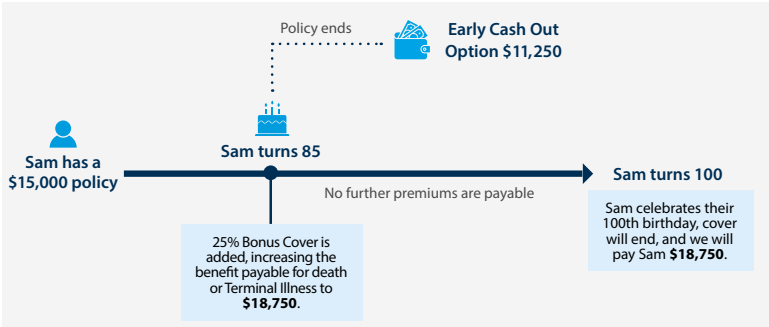 Policy ends
Early Cash Out
Option $11,250
Sam has a
$15,000 policy
Sam turns 85
No further premiums are payable
Sam turns 100
25% Bonus Cover is
added, increasing the
benefit payable for death
or Terminal Illness to
$18,750.
Sam celebrates their
100th birthday, cover
will end, and we will
pay Sam $18,750.